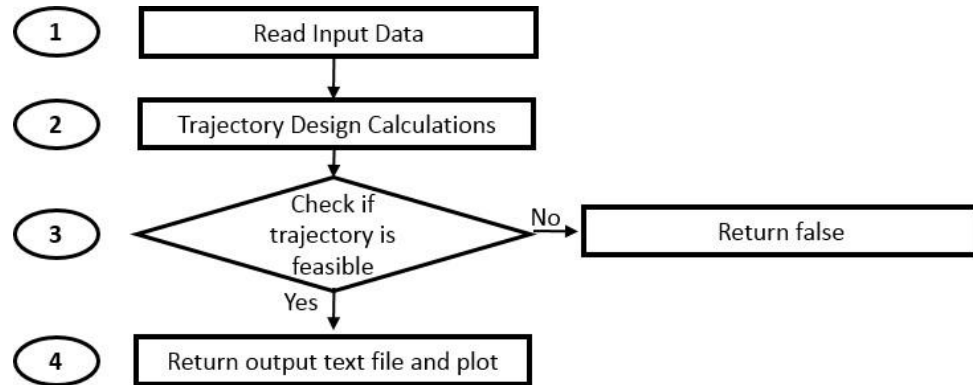 1
Read Input Data
2
Trajectory Design Calculations
3
Check if
trajectory is
feasible
No
Return false
Yes
4
Return output text file and plot